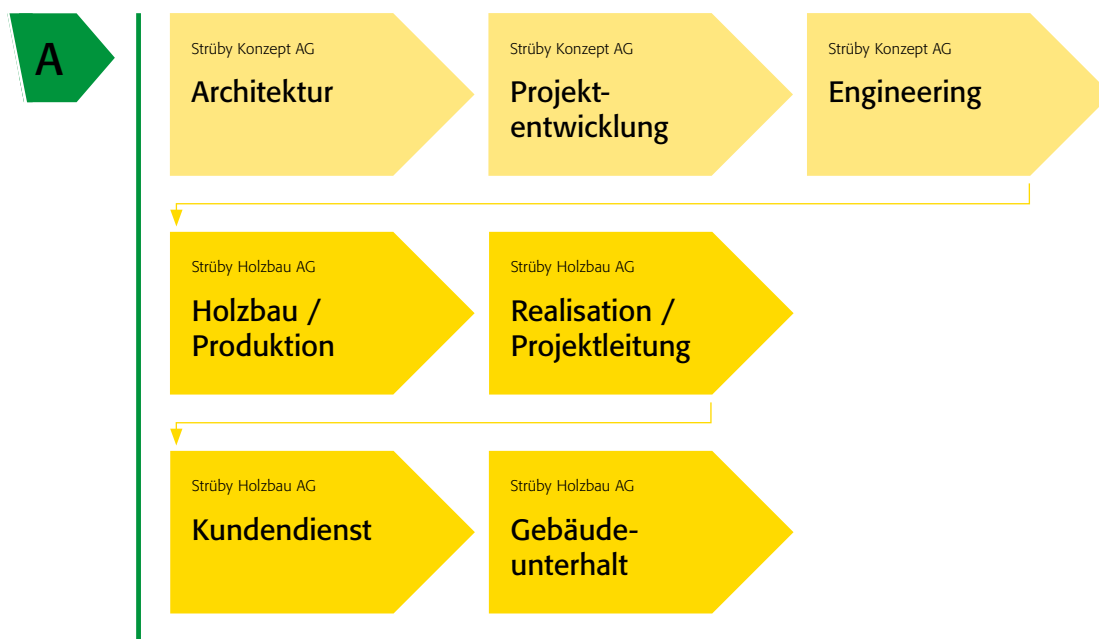 A
Strüby Konzept AG
Architektur
Strüby Konzept AG
Projekt-
entwicklung
Strüby Konzept AG
Engineering
Strüby Holzbau AG
Holzbau /
Produktion
Strüby Holzbau AG
Realisation /
Projektleitung
Strüby Holzbau AG
Kundendienst
Strüby Holzbau AG
Gebäude-
unterhalt